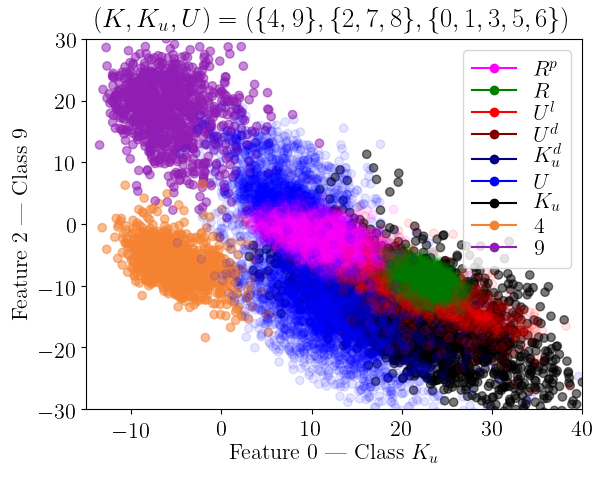 (K, K_u, U) = ({4, 9}, {2, 7, 8}, {0, 1, 3, 5, 6})
30
20
10
0
−10
−20
−30
Feature 2 — Class 9
R^p
R
U^l
U^d
K_u^d
U
K_u
4
9
−10
0
10
20
30
40
Feature 0 — Class K_u